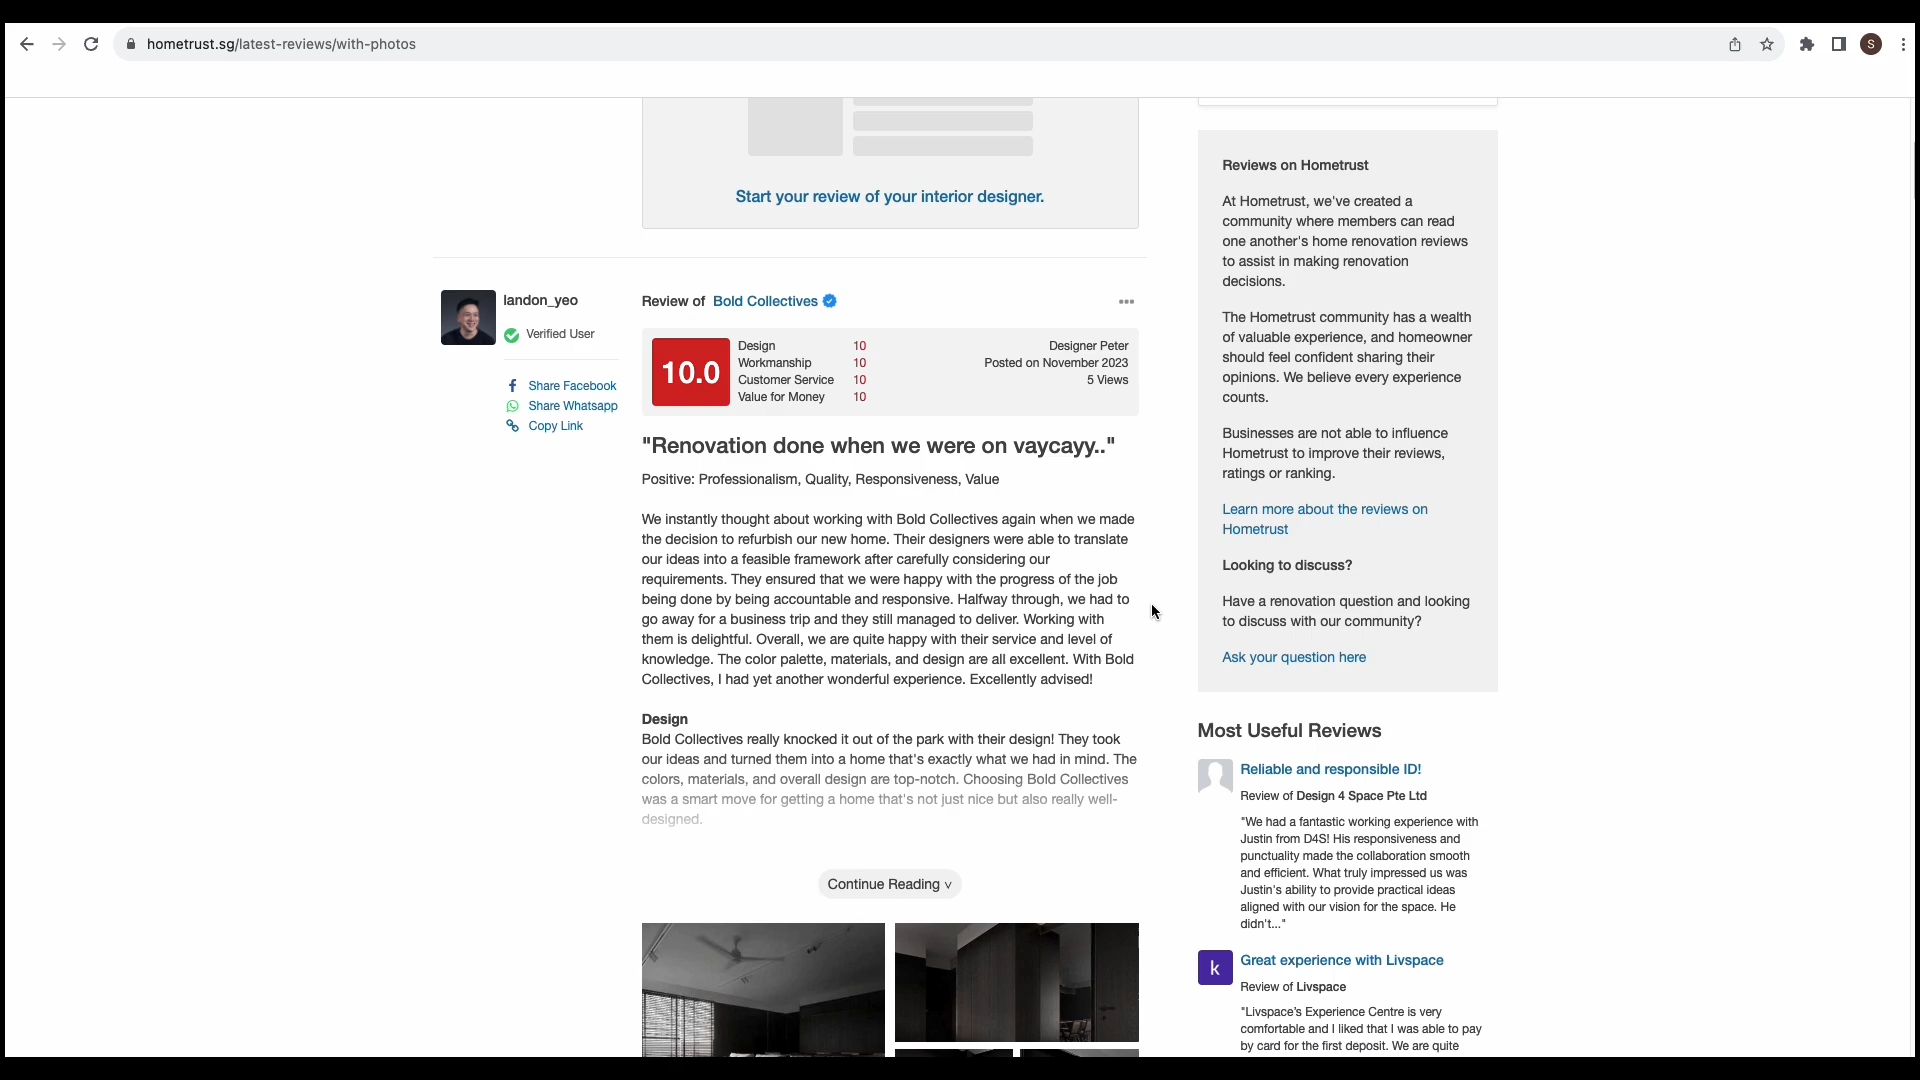 hometrust.sg/latest-reviews/with-photos
S
Start your review of your interior designer.
landon_yeo
Verified User
Share Facebook
Share Whatsapp
Copy Link
Review of Bold Collectives
10.0
Design 10
Workmanship 10
Customer Service 10
Value for Money 10
Designer Peter
Posted on November 2023
5 Views
"Renovation done when we were on vaycayy.."
Positive: Professionalism, Quality, Responsiveness, Value
We instantly thought about working with Bold Collectives again when we made
the decision to refurbish our new home. Their designers were able to translate
our ideas into a feasible framework after carefully considering our
requirements. They ensured that we were happy with the progress of the job
being done by being accountable and responsive. Halfway through, we had to
go away for a business trip and they still managed to deliver. Working with
them is delightful. Overall, we are quite happy with their service and level of
knowledge. The color palette, materials, and design are all excellent. With Bold
Collectives, I had yet another wonderful experience. Excellently advised!
Design
Bold Collectives really knocked it out of the park with their design! They took
our ideas and turned them into a home that's exactly what we had in mind. The
colors, materials, and overall design are top-notch. Choosing Bold Collectives
was a smart move for getting a home that's not just nice but also really well-
designed.
Continue Reading v
Reviews on Hometrust
At Hometrust, we've created a
community where members can read
one another's home renovation reviews
to assist in making renovation
decisions.
The Hometrust community has a wealth
of valuable experience, and homeowner
should feel confident sharing their
opinions. We believe every experience
counts.
Businesses are not able to influence
Hometrust to improve their reviews,
ratings or ranking.
Learn more about the reviews on
Hometrust
Looking to discuss?
Have a renovation question and looking
to discuss with our community?
Ask your question here
Most Useful Reviews
Reliable and responsible ID!
Review of Design 4 Space Pte Ltd
"We had a fantastic working experience with
Justin from D4S! His responsiveness and
punctuality made the collaboration smooth
and efficient. What truly impressed us was
Justin's ability to provide practical ideas
aligned with our vision for the space. He
didn't..."
k
Great experience with Livspace
Review of Livspace
"Livspace's Experience Centre is very
comfortable and I liked that I was able to pay
by card for the first deposit. We are quite